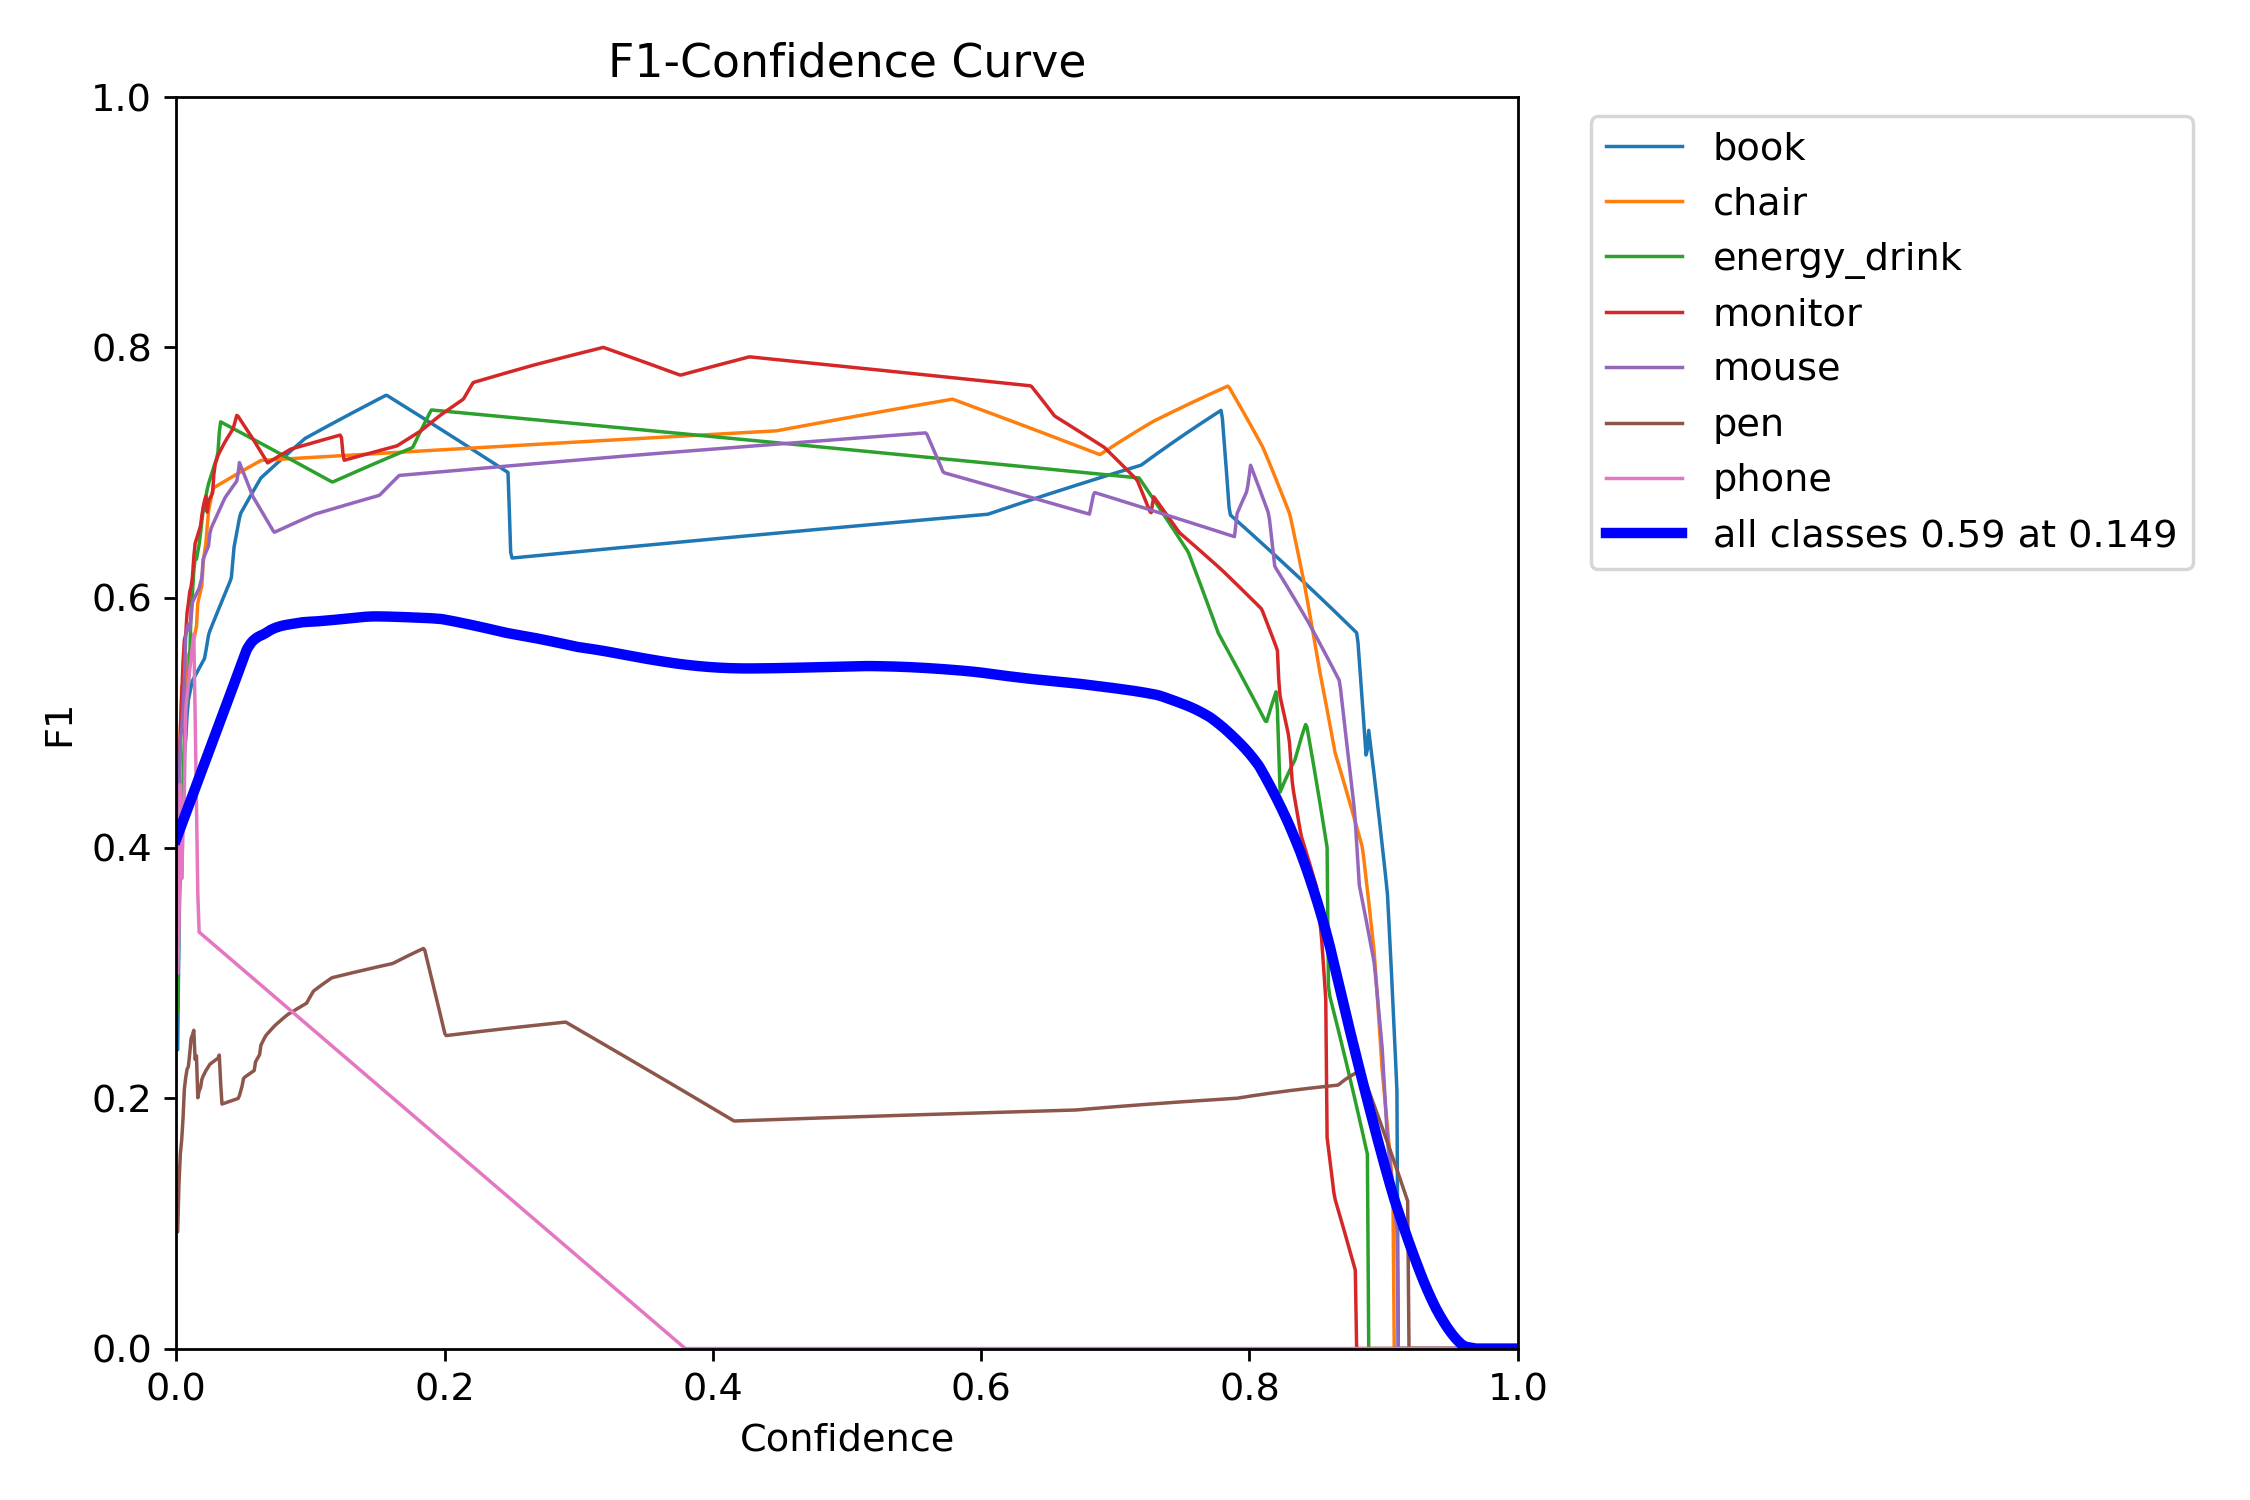 F1-Confidence Curve
1.0
0.8
0.6
0.4
0.2
0.0
F1
0.0 0.2 0.4 0.6 0.8 1.0
Confidence
book
chair
energy_drink
monitor
mouse
pen
phone
all classes 0.59 at 0.149